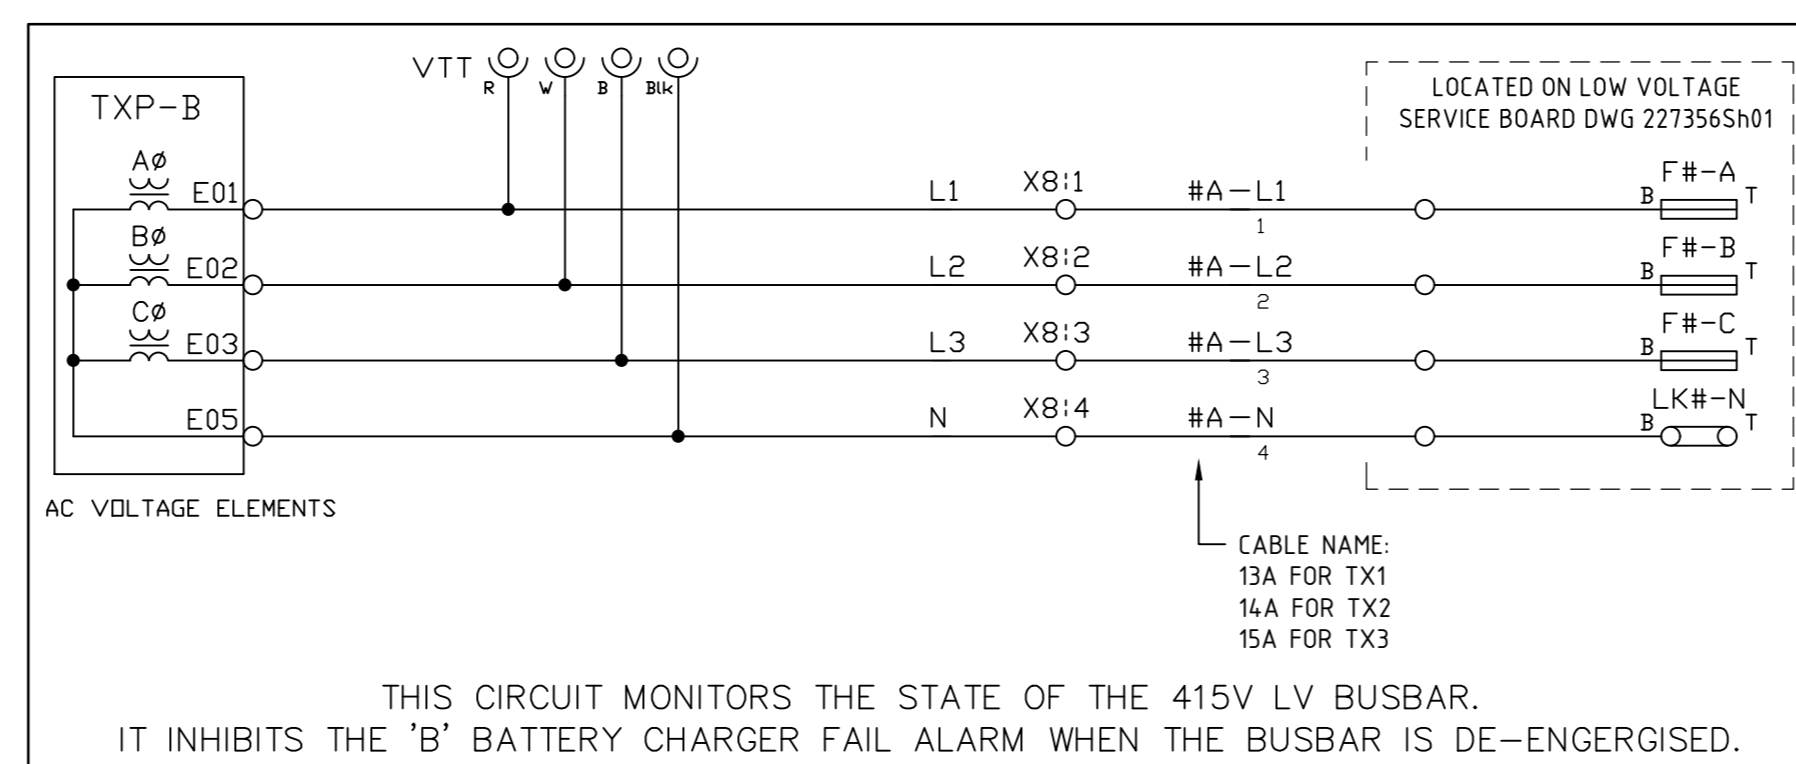 VTT
R W B Blk
TXP-B
AØ
E01
BØ
E02
CØ
E03
E05
AC VOLTAGE ELEMENTS
L1 X8:1 #A-L1
1
L2 X8:2 #A-L2
2
L3 X8:3 #A-L3
3
N X8:4 #A-N
4
LOCATED ON LOW VOLTAGE
SERVICE BOARD DWG 227356Sh01
F#-A
B T
F#-B
B T
F#-C
B T
LK#-N
B T
CABLE NAME:
13A FOR TX1
14A FOR TX2
15A FOR TX3
THIS CIRCUIT MONITORS THE STATE OF THE 415V LV BUSBAR.
IT INHIBITS THE 'B' BATTERY CHARGER FAIL ALARM WHEN THE BUSBAR IS DE-ENGERGISED.